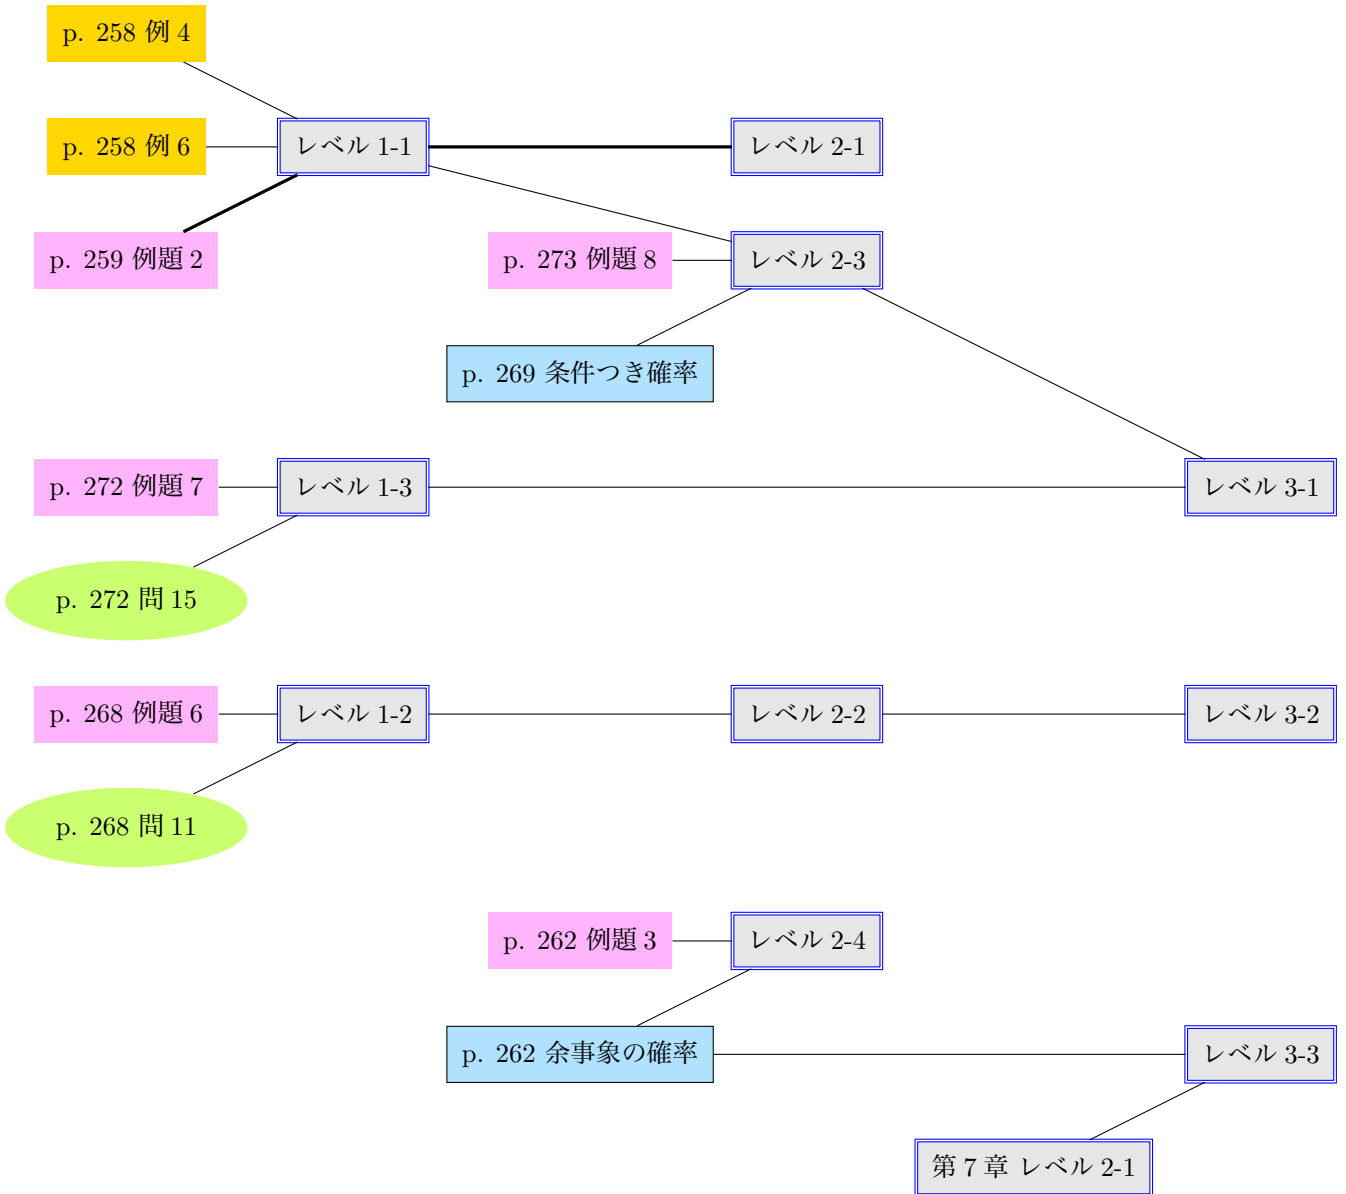 p. 258 例 4
p. 258 例 6
レベル 1-1
レベル 2-1
p. 259 例題 2
p. 273 例題 8
レベル 2-3
p. 269 条件つき確率
p. 272 例題 7
レベル 1-3
レベル 3-1
p. 272 問 15
p. 268 例題 6
レベル 1-2
レベル 2-2
レベル 3-2
p. 268 問 11
p. 262 例題 3
レベル 2-4
p. 262 余事象の確率
レベル 3-3
第 7 章 レベル 2-1